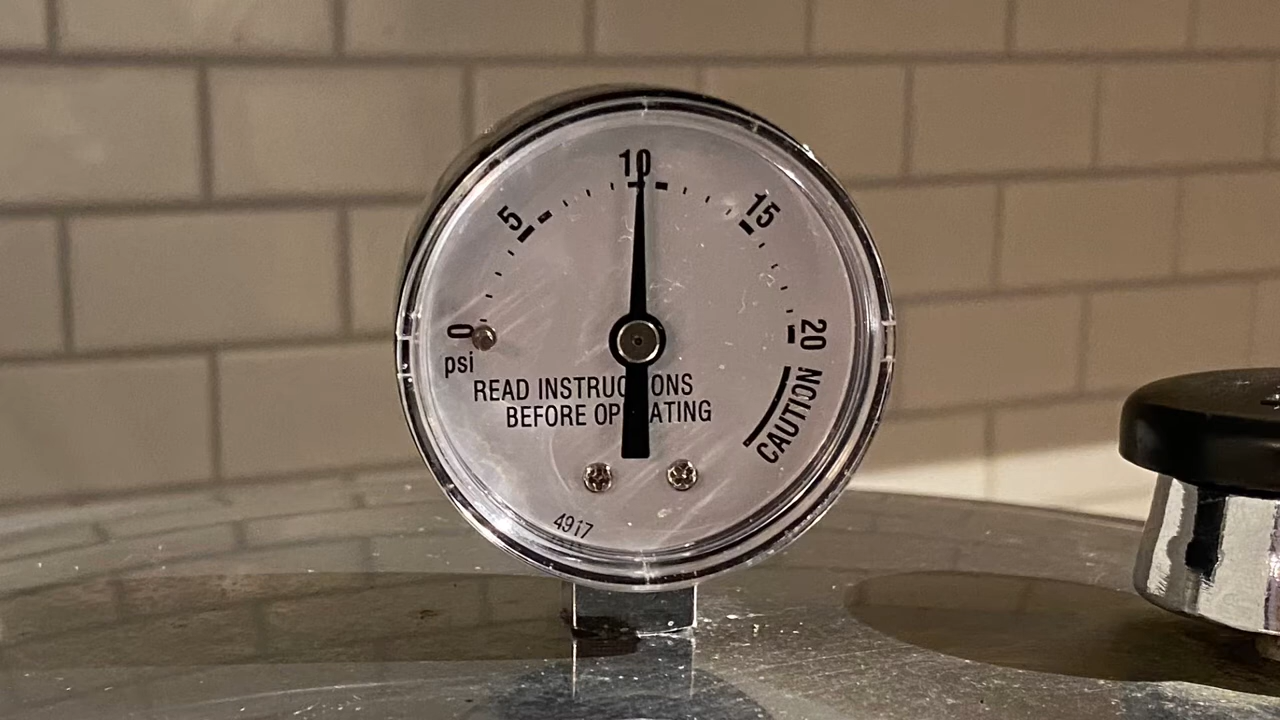 10
5
15
0
20
psi
READ INSTRUCTIONS
BEFORE OPERATING
CAUTION
4917